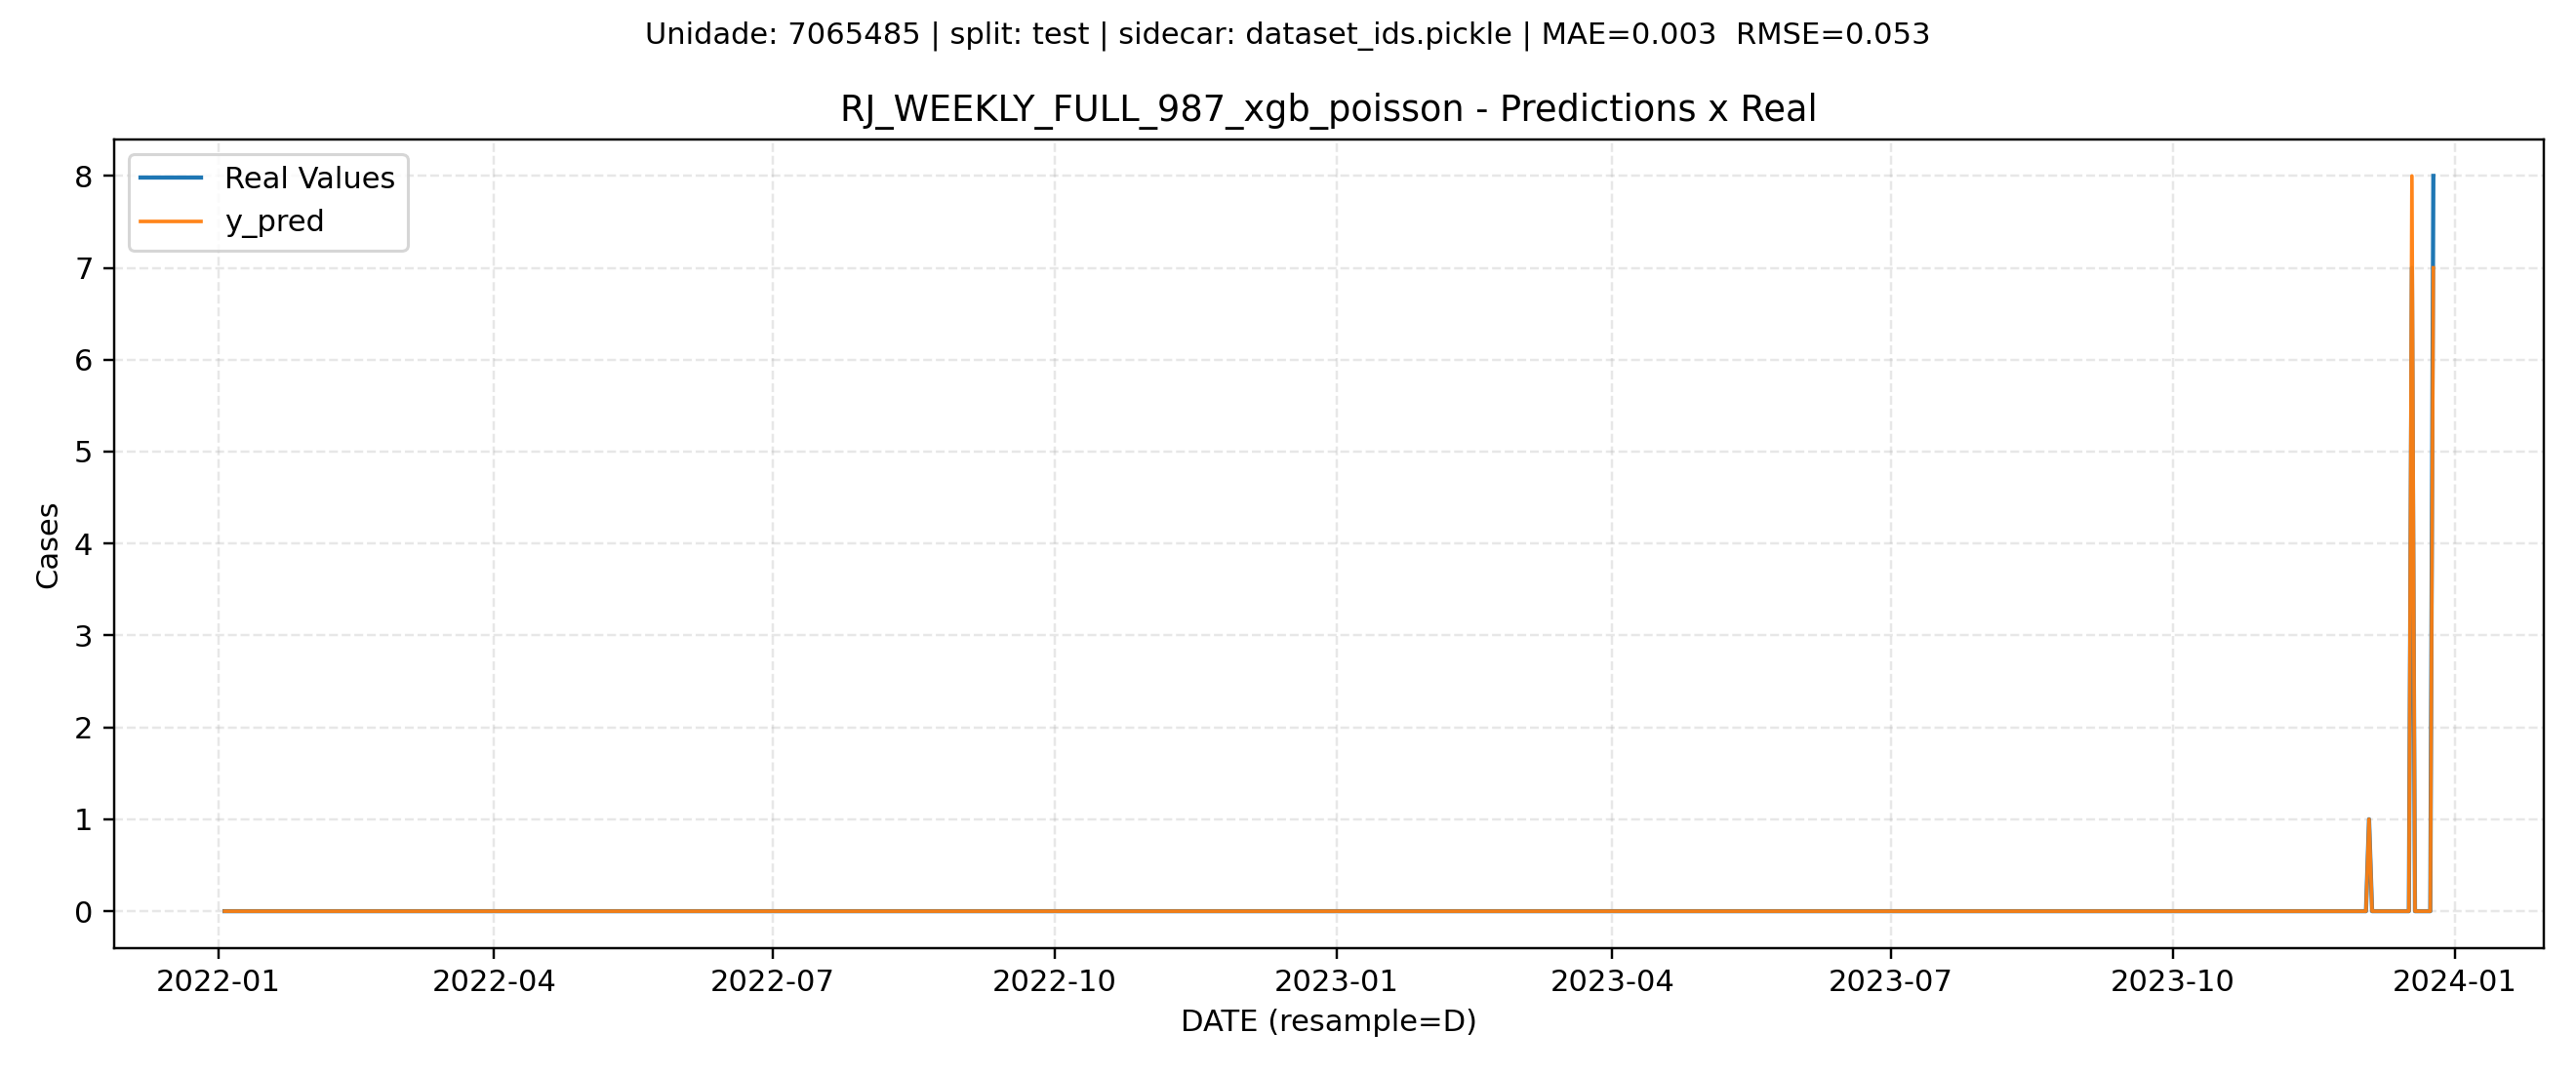 Unidade: 7065485 | split: test | sidecar: dataset_ids.pickle | MAE=0.003  RMSE=0.053
RJ_WEEKLY_FULL_987_xgb_poisson - Predictions x Real
Real Values
y_pred
8
7
6
5
4
3
2
1
0
Cases
2022-01 2022-04 2022-07 2022-10 2023-01 2023-04 2023-07 2023-10 2024-01
DATE (resample=D)